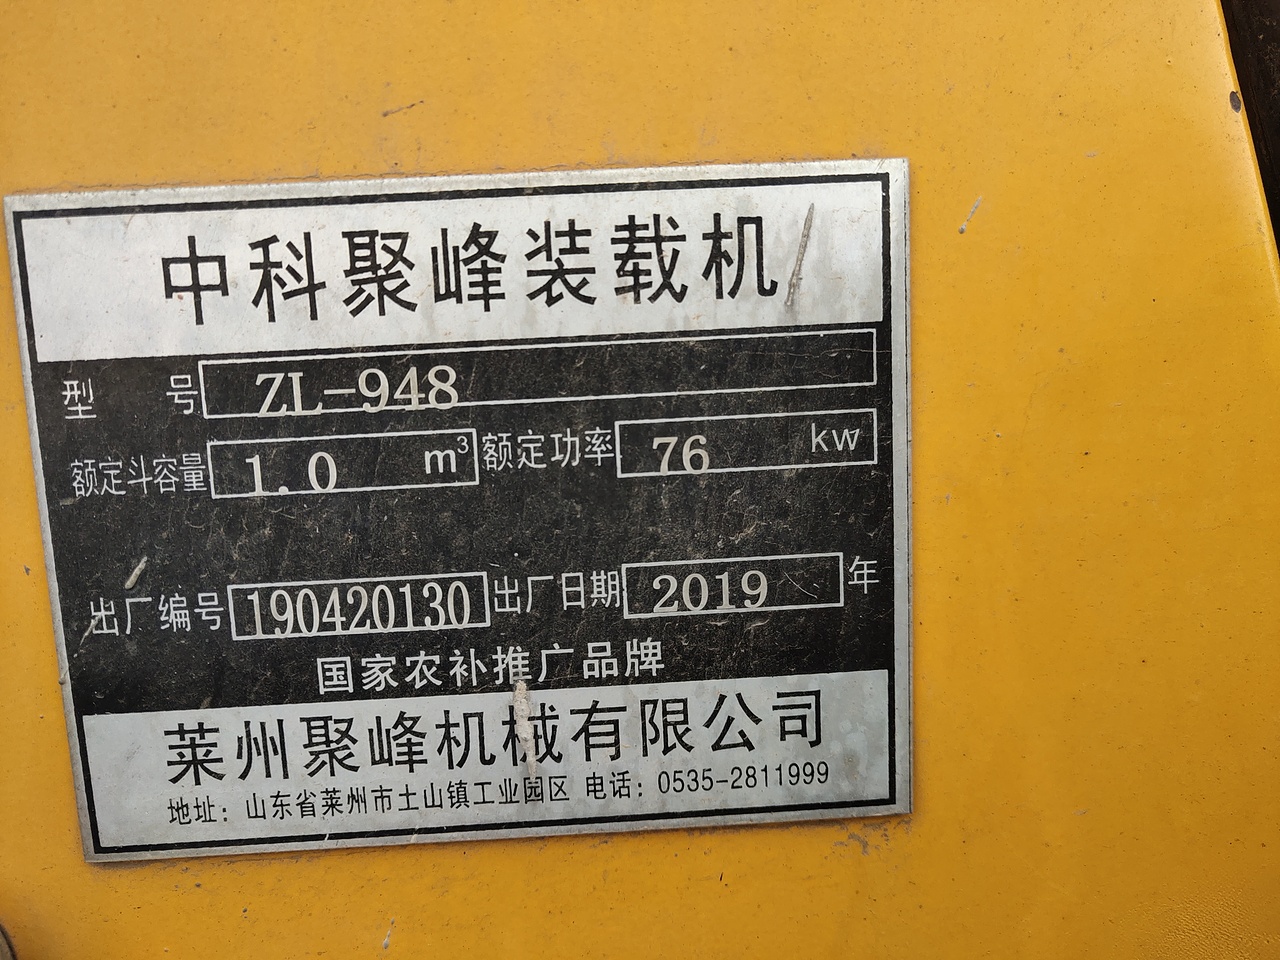 中科聚峰装载机
型 号 ZL-948
额定斗容量 1.0 m³ 额定功率 76 kw
出厂编号 190420130 出厂日期 2019 年
国家农补推广品牌
莱州聚峰机械有限公司
地址：山东省莱州市土山镇工业园区 电话：0535-2811999